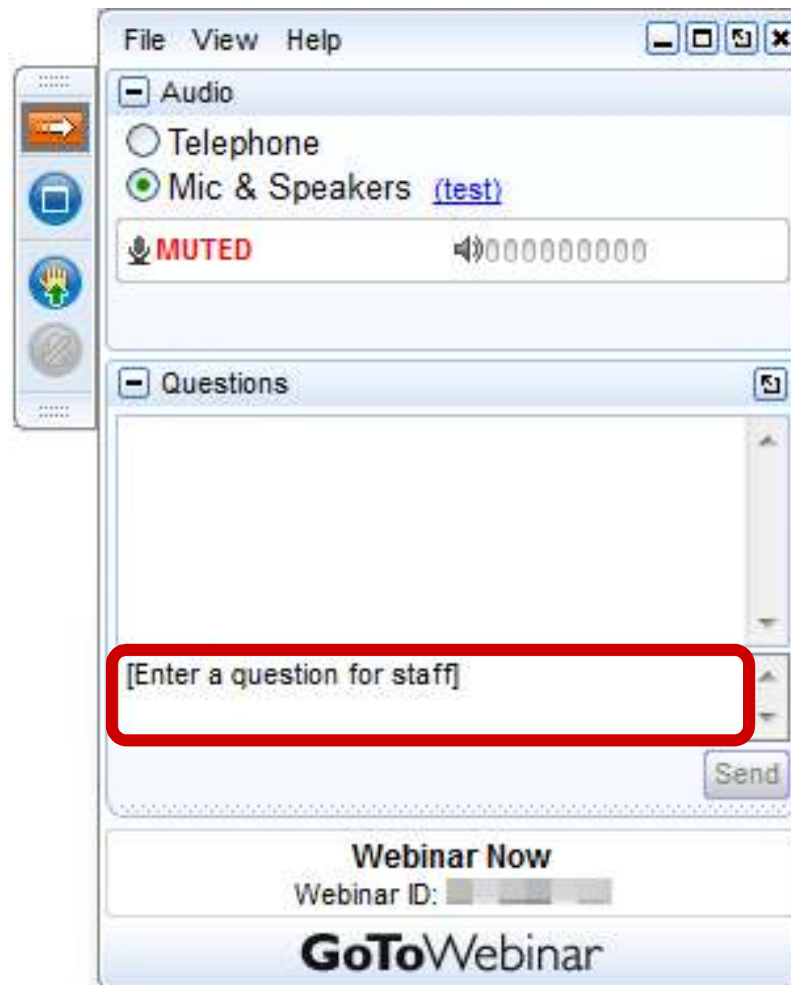 File View Help
Audio
Telephone
Mic & Speakers (test)
MUTED 000000000
Questions
[Enter a question for staff]
Send
Webinar Now
Webinar ID:
GoToWebinar